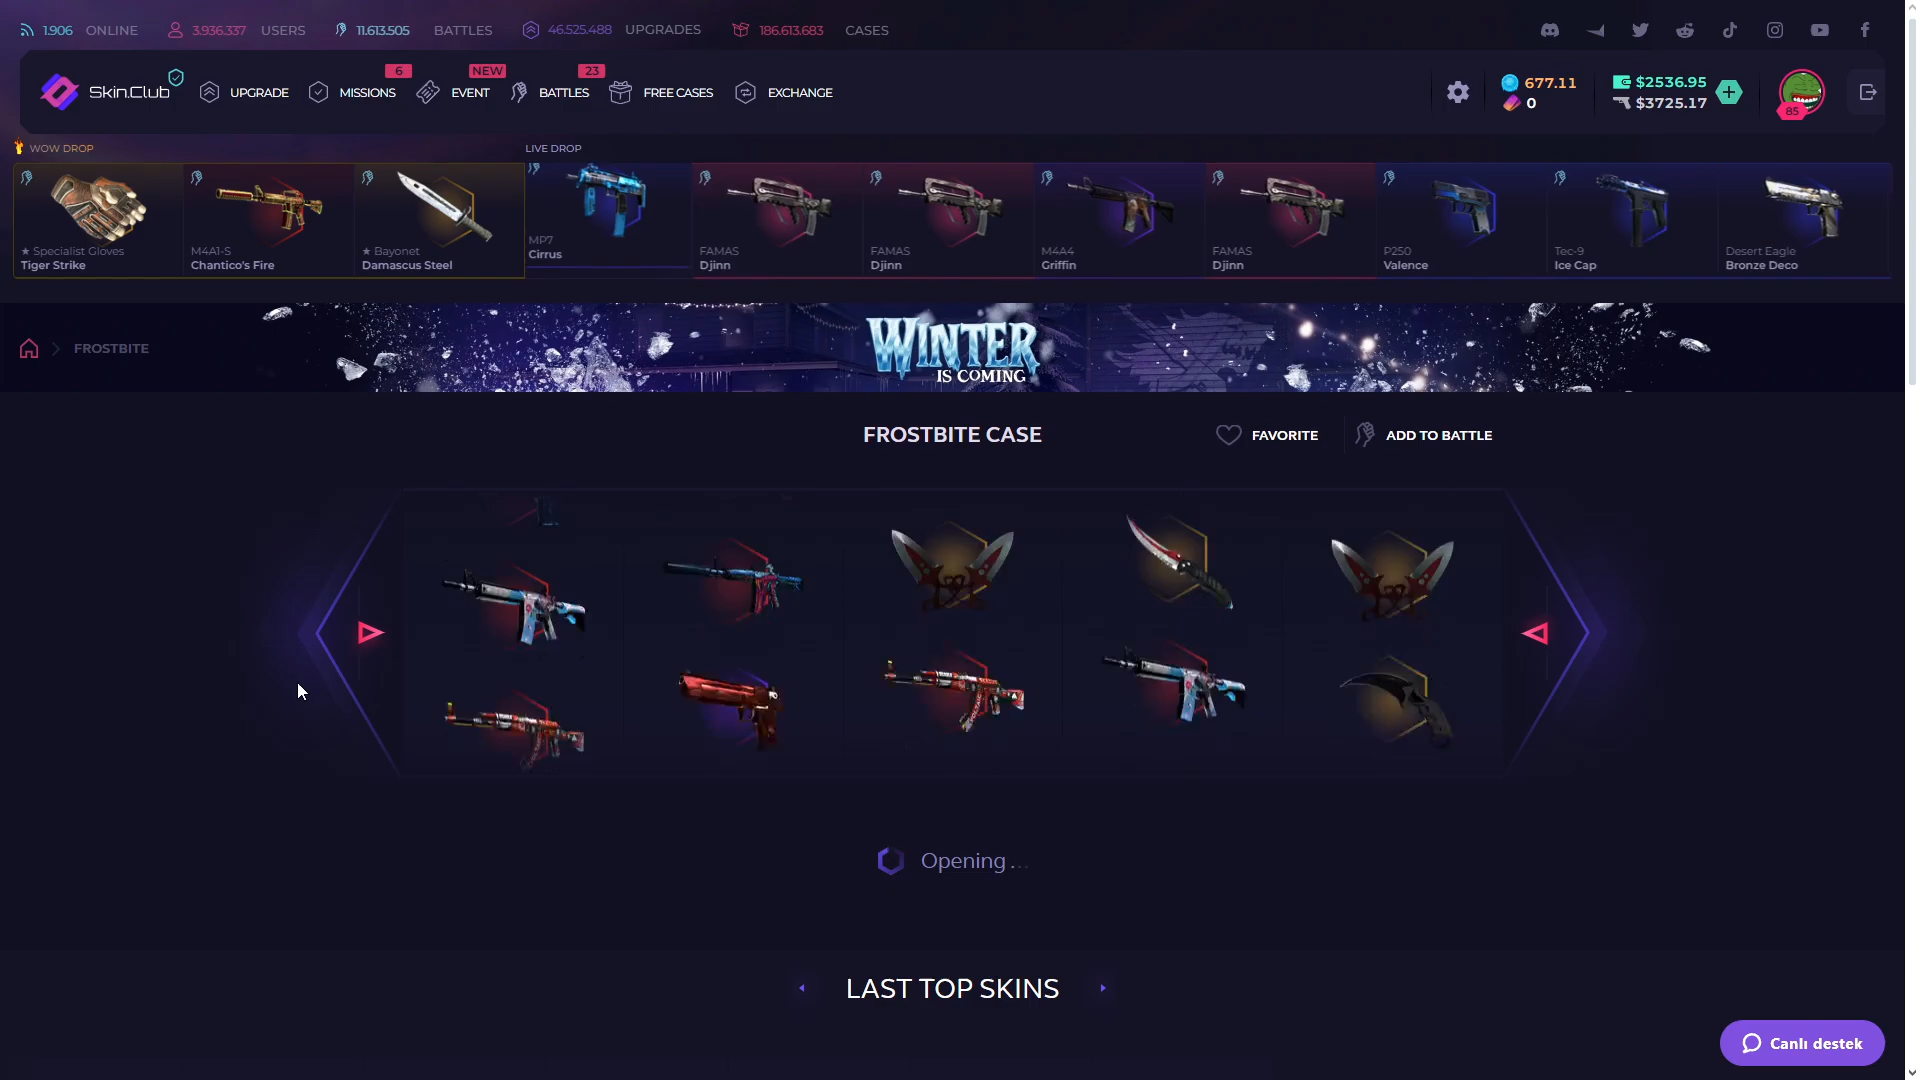 1.906 ONLINE 3.936.337 USERS 11.613.505 BATTLES 46.525.488 UPGRADES 186.613.683 CASES
6 NEW 23
Skin.Club UPGRADE MISSIONS EVENT BATTLES FREE CASES EXCHANGE
677.11 $2536.95
0 $3725.17
85
WOW DROP LIVE DROP
★ Specialist Gloves
Tiger Strike
M4A1-S
Chantico's Fire
★ Bayonet
Damascus Steel
MP7
Cirrus
FAMAS
Djinn
FAMAS
Djinn
M4A4
Griffin
FAMAS
Djinn
P250
Valence
Tec-9
Ice Cap
Desert Eagle
Bronze Deco
FROSTBITE
WINTER
IS COMING
FROSTBITE CASE FAVORITE ADD TO BATTLE
Opening ...
LAST TOP SKINS
Canlı destek